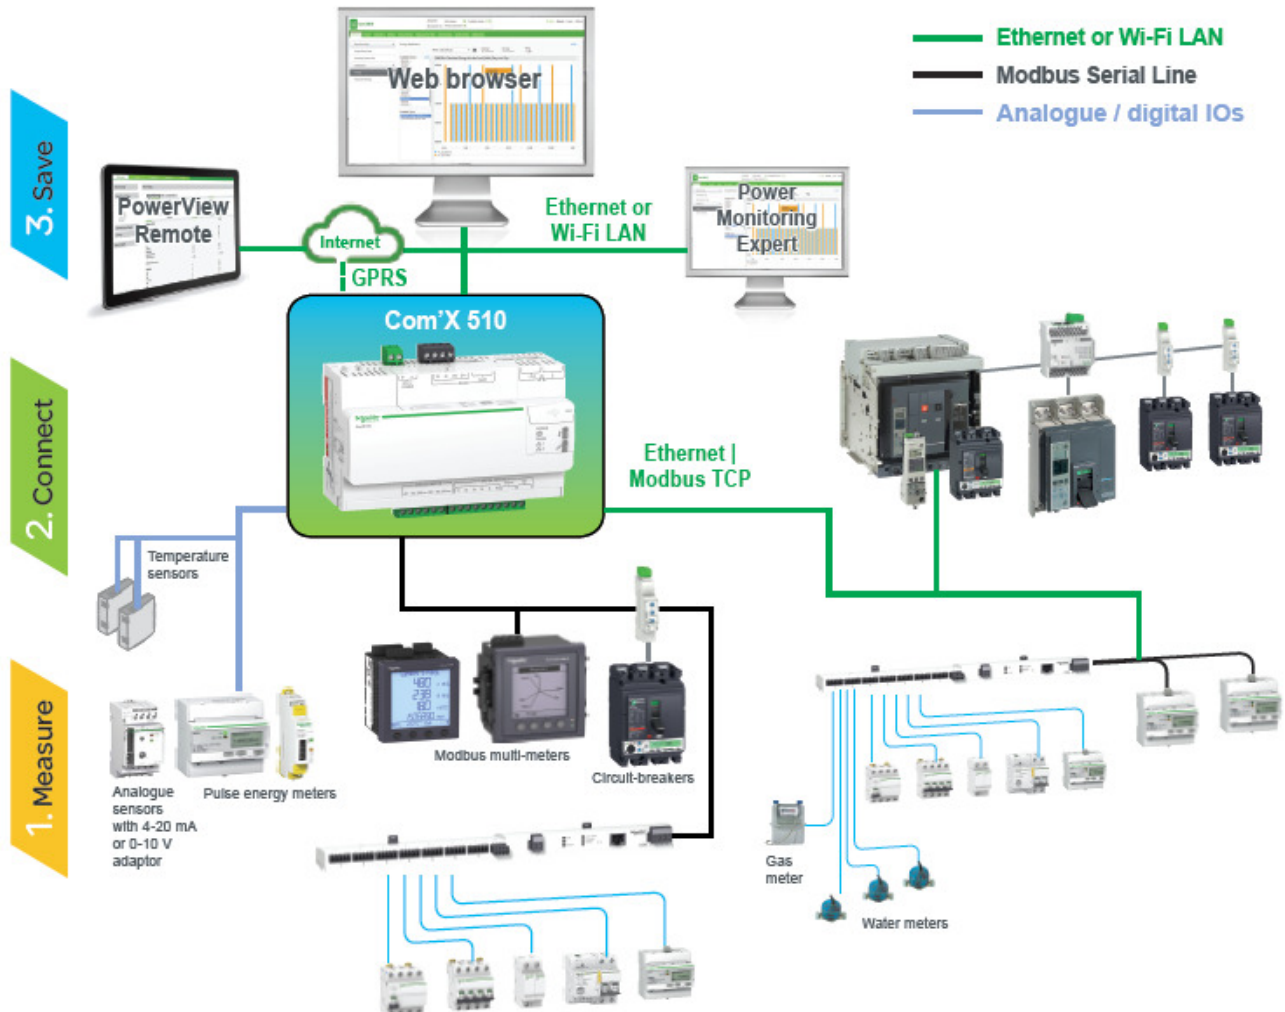 Ethernet or Wi-Fi LAN
Modbus Serial Line
Analogue / digital IOs
3. Save
2. Connect
1. Measure
Web browser
PowerView
Remote
Internet
GPRS
Ethernet or
Wi-Fi LAN
Power
Monitoring
Expert
Com'X 510
Schneider
Ethernet |
Modbus TCP
Temperature
sensors
Analogue
sensors
with 4-20 mA
or 0-10 V
adaptor
Pulse energy meters
Modbus multi-meters
Circuit-breakers
Gas
meter
Water meters